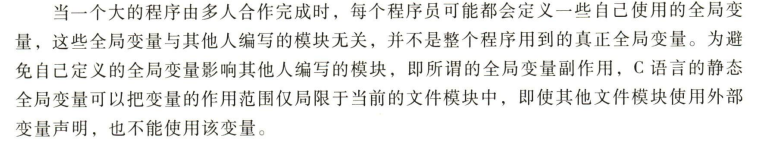 当一个大的程序由多人合作完成时，每个程序员可能都会定义一些自己使用的全局变
量，这些全局变量与其他人编写的模块无关，并不是整个程序用到的真正全局变量。为避
免自己定义的全局变量影响其他人编写的模块，即所谓的全局变量副作用，C 语言的静态
全局变量可以把变量的作用范围仅局限于当前的文件模块中，即使其他文件模块使用外部
变量声明，也不能使用该变量。